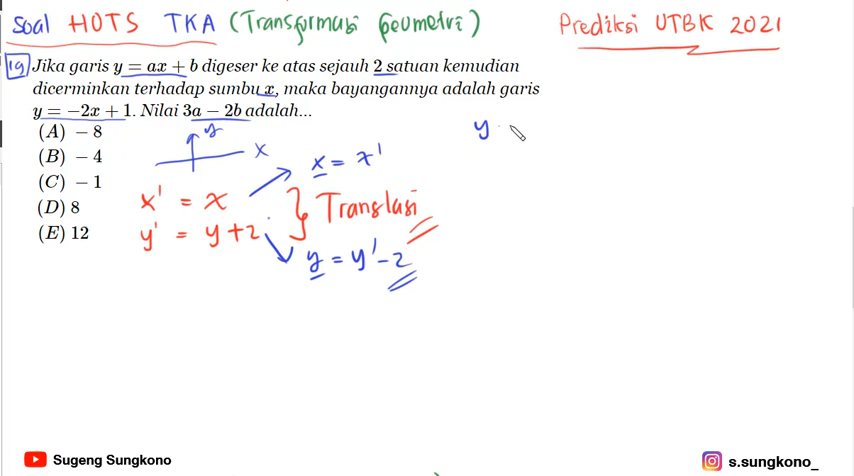 Soal HOTS TKA (Transformasi Geometri)
Prediksi UTBK 2021
19 Jika garis y = ax + b digeser ke atas sejauh 2 satuan kemudian
dicerminkan terhadap sumbu x, maka bayangannya adalah garis
y = −2x + 1. Nilai 3a − 2b adalah...
(A) − 8
(B) − 4
(C) − 1
(D) 8
(E) 12
y
x
x = x'
y
x' = x
y' = y + 2
} Translasi
y = y' − 2
Sugeng Sungkono
s.sungkono_